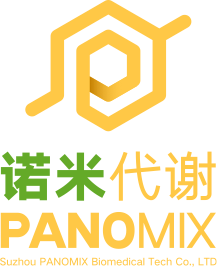 诺米代谢
PANOMIX
Suzhou PANOMIX Biomedical Tech Co., LTD